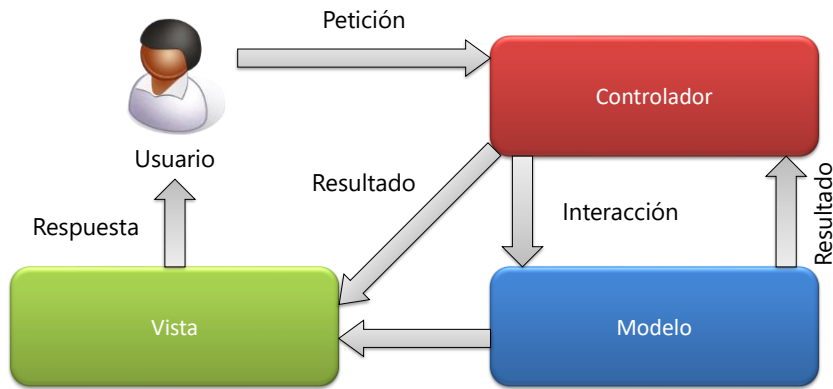 Petición
Controlador
Usuario
Resultado
Interacción
Resultado
Respuesta
Vista
Modelo